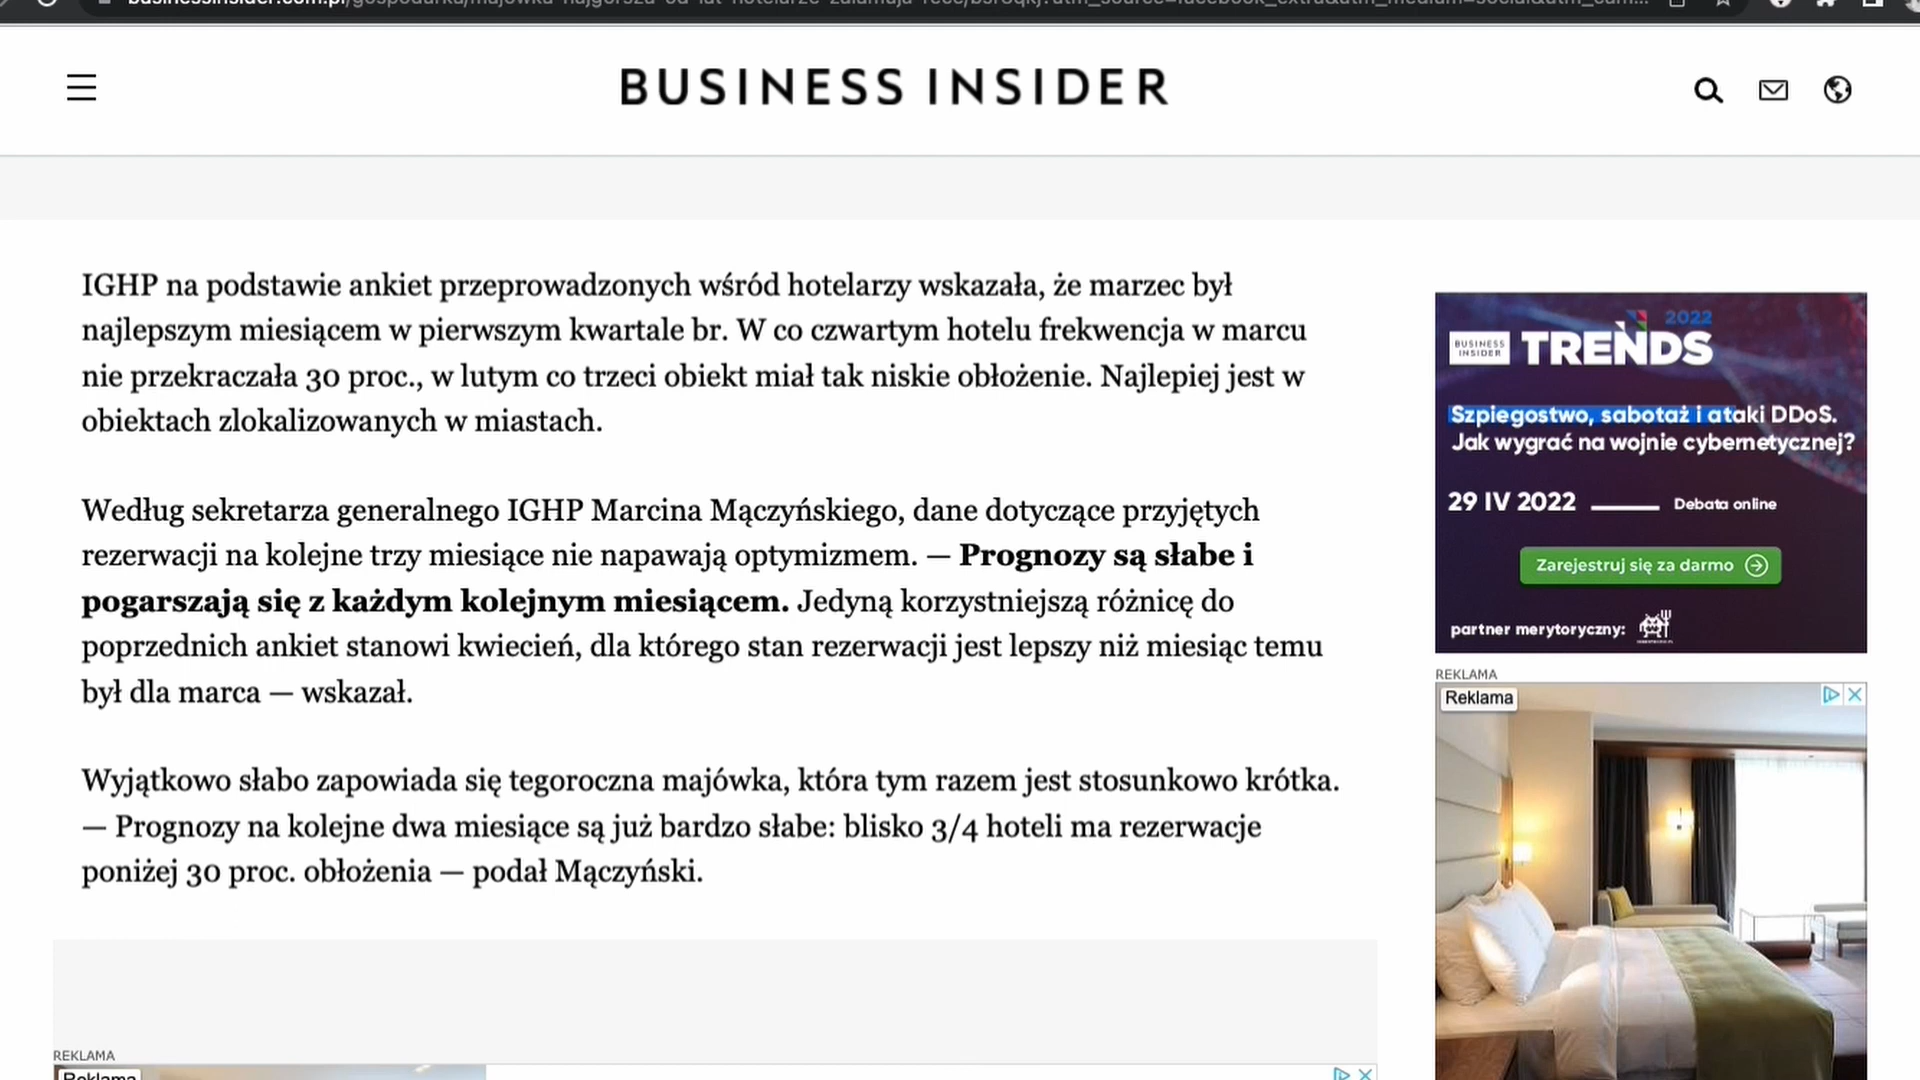 BUSINESS INSIDER
IGHP na podstawie ankiet przeprowadzonych wśród hotelarzy wskazała, że marzec był
najlepszym miesiącem w pierwszym kwartale br. W co czwartym hotelu frekwencja w marcu
nie przekraczała 30 proc., w lutym co trzeci obiekt miał tak niskie obłożenie. Najlepiej jest w
obiektach zlokalizowanych w miastach.
Według sekretarza generalnego IGHP Marcina Mączyńskiego, dane dotyczące przyjętych
rezerwacji na kolejne trzy miesiące nie napawają optymizmem. — Prognozy są słabe i
pogarszają się z każdym kolejnym miesiącem. Jedyną korzystniejszą różnicę do
poprzednich ankiet stanowi kwiecień, dla którego stan rezerwacji jest lepszy niż miesiąc temu
był dla marca — wskazał.
Wyjątkowo słabo zapowiada się tegoroczna majówka, która tym razem jest stosunkowo krótka.
— Prognozy na kolejne dwa miesiące są już bardzo słabe: blisko 3/4 hoteli ma rezerwacje
poniżej 30 proc. obłożenia — podał Mączyński.
REKLAMA
Reklama
2022
BUSINESS
INSIDER
TRENDS
Szpiegostwo, sabotaż i ataki DDoS.
Jak wygrać na wojnie cybernetycznej?
29 IV 2022
Debata online
Zarejestruj się za darmo
partner merytoryczny:
REKLAMA
Reklama